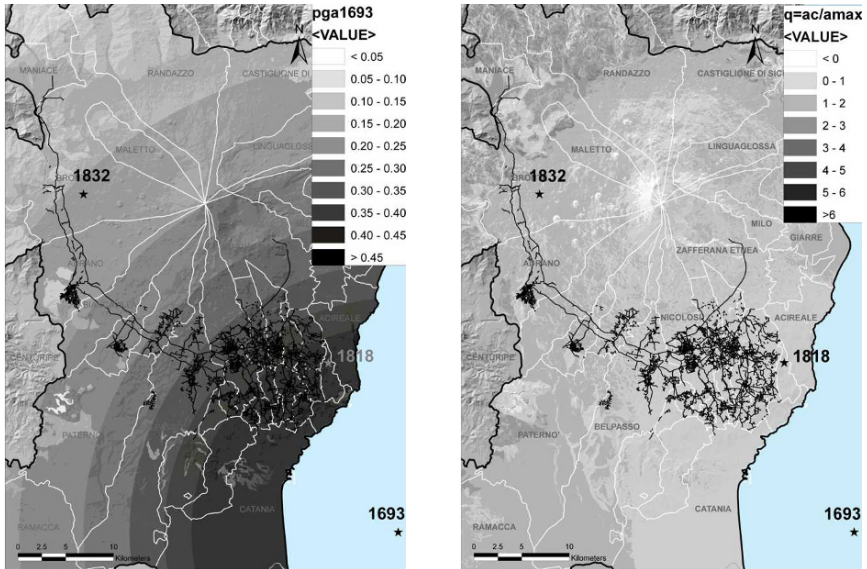 pga1693
<VALUE>
< 0.05
0.05 - 0.10
0.10 - 0.15
0.15 - 0.20
0.20 - 0.25
0.25 - 0.30
0.30 - 0.35
0.35 - 0.40
0.40 - 0.45
> 0.45
N
MANIACE
RANDAZZO
CASTIGLIONE DI
MALETTO
LINGUAGLOSSA
BRO
1832
ADRANO
ACIREALE
CENTURIPE
1818
PATERNO'
CATANIA
1693
RAMACCA
0 2.5 5 10
Kilometers
q=ac/amax
<VALUE>
< 0
0 - 1
1 - 2
2 - 3
3 - 4
4 - 5
5 - 6
>6
N
MANIACE
RANDAZZO
CASTIGLIONE DI SICI
MALETTO
LINGUAGLOSSA
BRO
1832
MILO
GIARRE
ZAFFERANA ETNEA
ADRANO
NICOLOSI
ACIREALE
CENTURIPE
1818
BELPASSO
PATERNO'
CATANIA
1693
RAMACCA
0 2.5 5 10
Kilometers